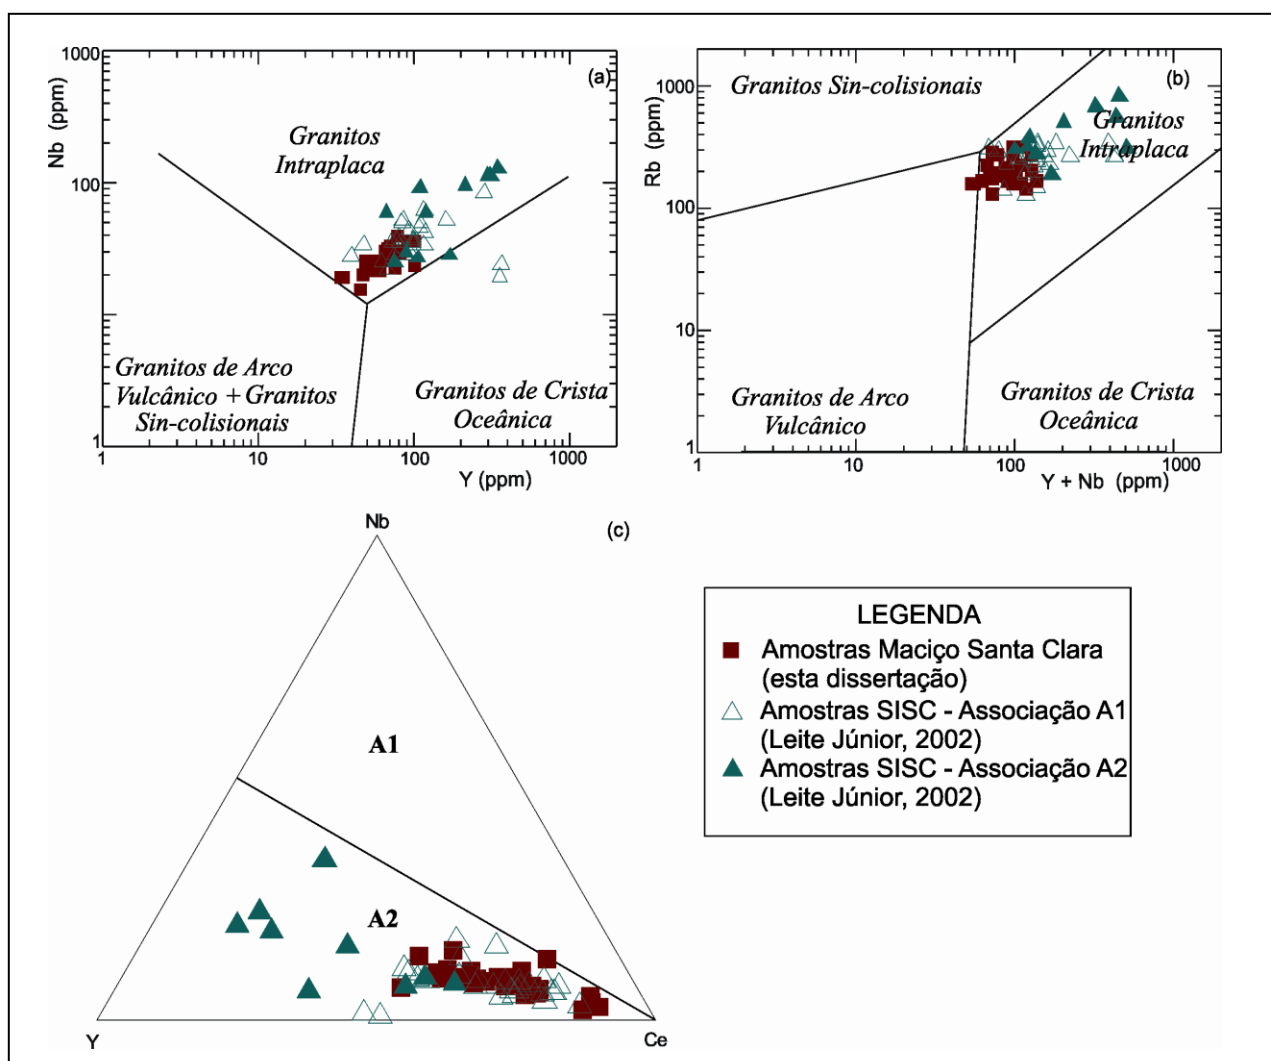 (a)
Nb (ppm)
1000
100
1
Granitos
Intraplaca
Granitos de Arco
Vulcânico + Granitos
Sin-colisionais
Granitos de Crista
Oceânica
1
10
100
1000
Y (ppm)
(b)
Rb (ppm)
1000
100
10
1
Granitos Sin-colisionais
Granitos
Intraplaca
Granitos de Arco
Vulcânico
Granitos de Crista
Oceânica
1
10
100
1000
Y + Nb (ppm)
(c)
Nb
A1
A2
Y
Ce
LEGENDA
Amostras Maciço Santa Clara
(esta dissertação)
Amostras SISC - Associação A1
(Leite Júnior, 2002)
Amostras SISC - Associação A2
(Leite Júnior, 2002)